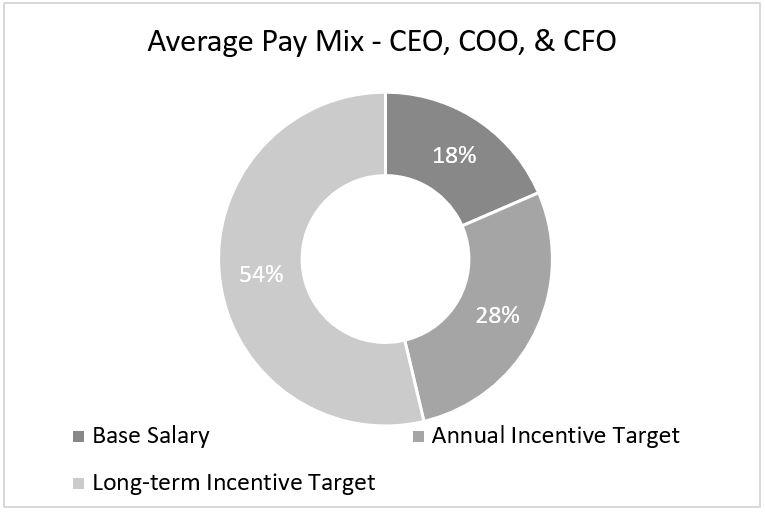 Average Pay Mix - CEO, COO, & CFO
18%
54%
28%
Base Salary
Annual Incentive Target
Long-term Incentive Target